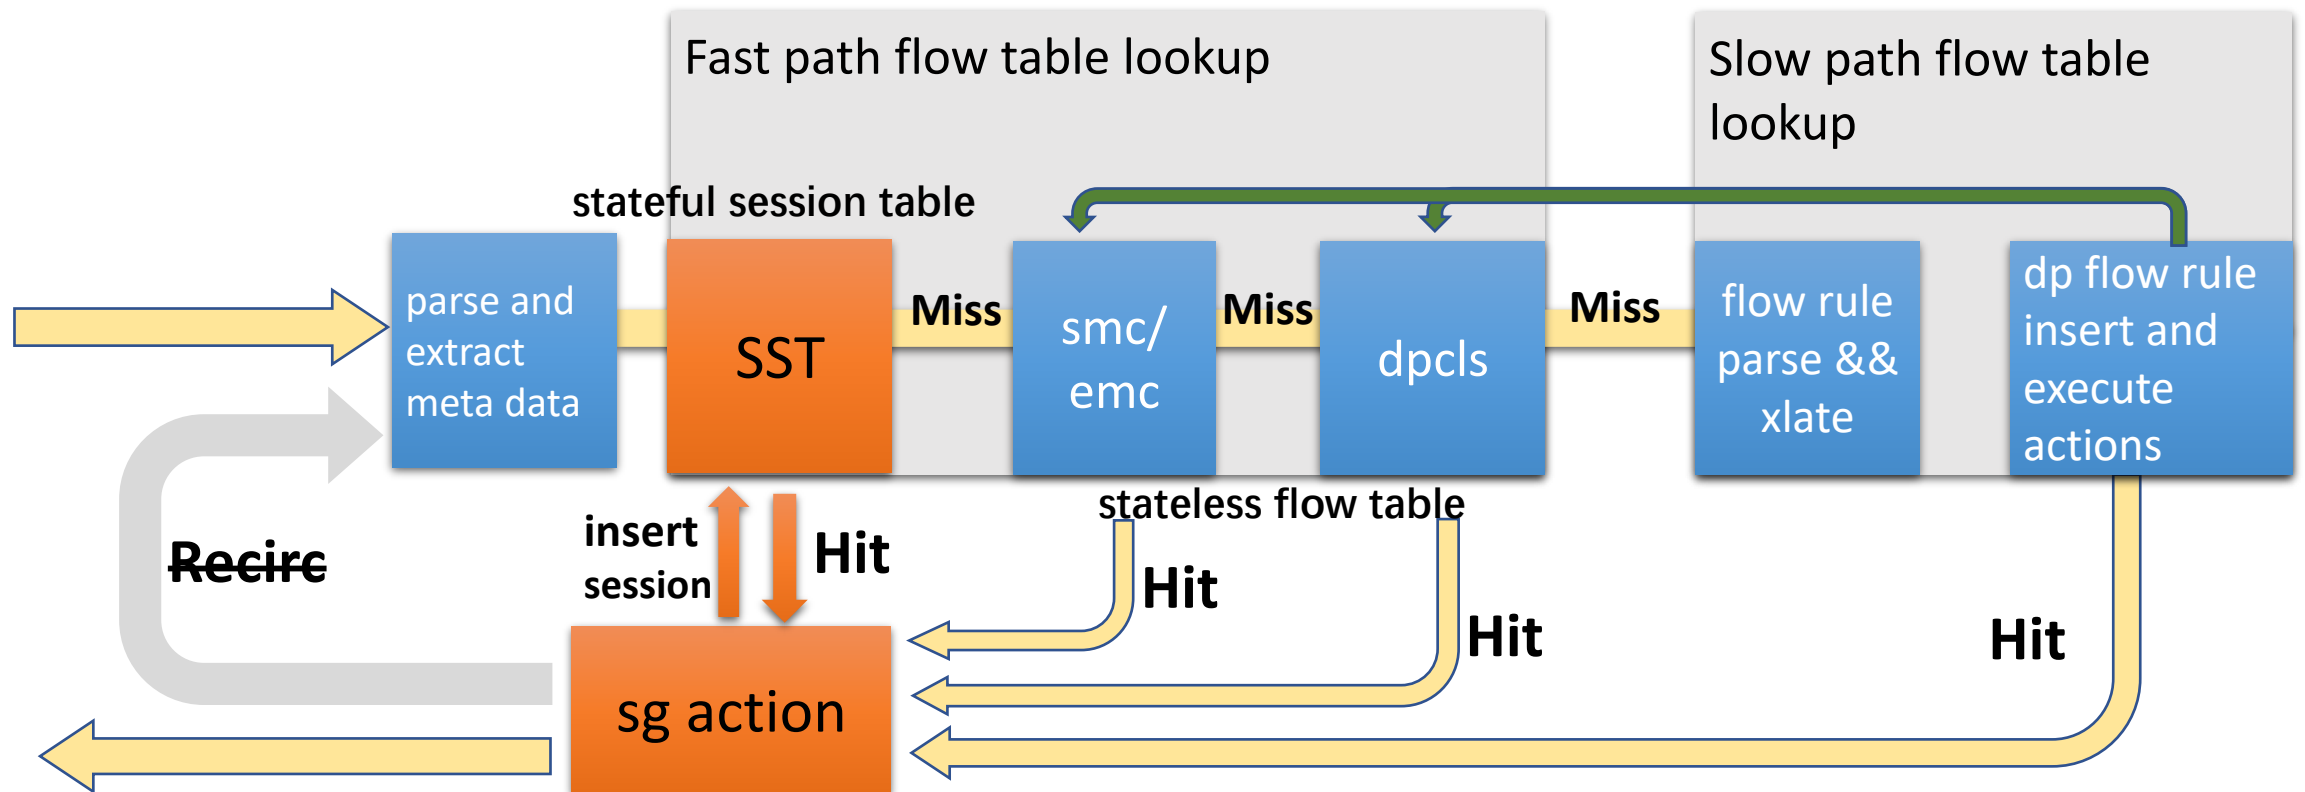 Fast path flow table lookup
Slow path flow table
lookup
stateful session table
parse and
extract
meta data
SST
Miss
smc/
emc
Miss
dpcls
Miss
flow rule
parse &&
xlate
dp flow rule
insert and
execute
actions
stateless flow table
insert
session
Hit
Hit
Hit
Hit
Recirc
sg action